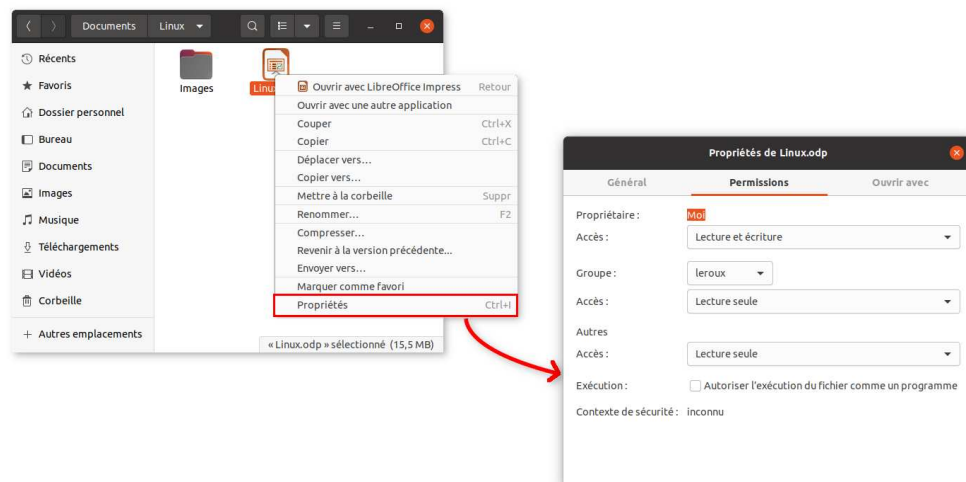 Documents Linux
Récents
Favoris
Dossier personnel
Bureau
Documents
Images
Musique
Téléchargements
Vidéos
Corbeille
+ Autres emplacements
Images
Linu
Ouvrir avec LibreOffice Impress Retour
Ouvrir avec une autre application
Couper Ctrl+X
Copier Ctrl+C
Déplacer vers...
Copier vers...
Mettre à la corbeille Suppr
Renommer... F2
Compresser...
Revenir à la version précédente...
Envoyer vers...
Marquer comme favori
Propriétés Ctrl+I
« Linux.odp » sélectionné (15,5 MB)
Propriétés de Linux.odp
Général Permissions Ouvrir avec
Propriétaire : Moi
Accès : Lecture et écriture
Groupe : leroux
Accès : Lecture seule
Autres
Accès : Lecture seule
Exécution : Autoriser l'exécution du fichier comme un programme
Contexte de sécurité : inconnu